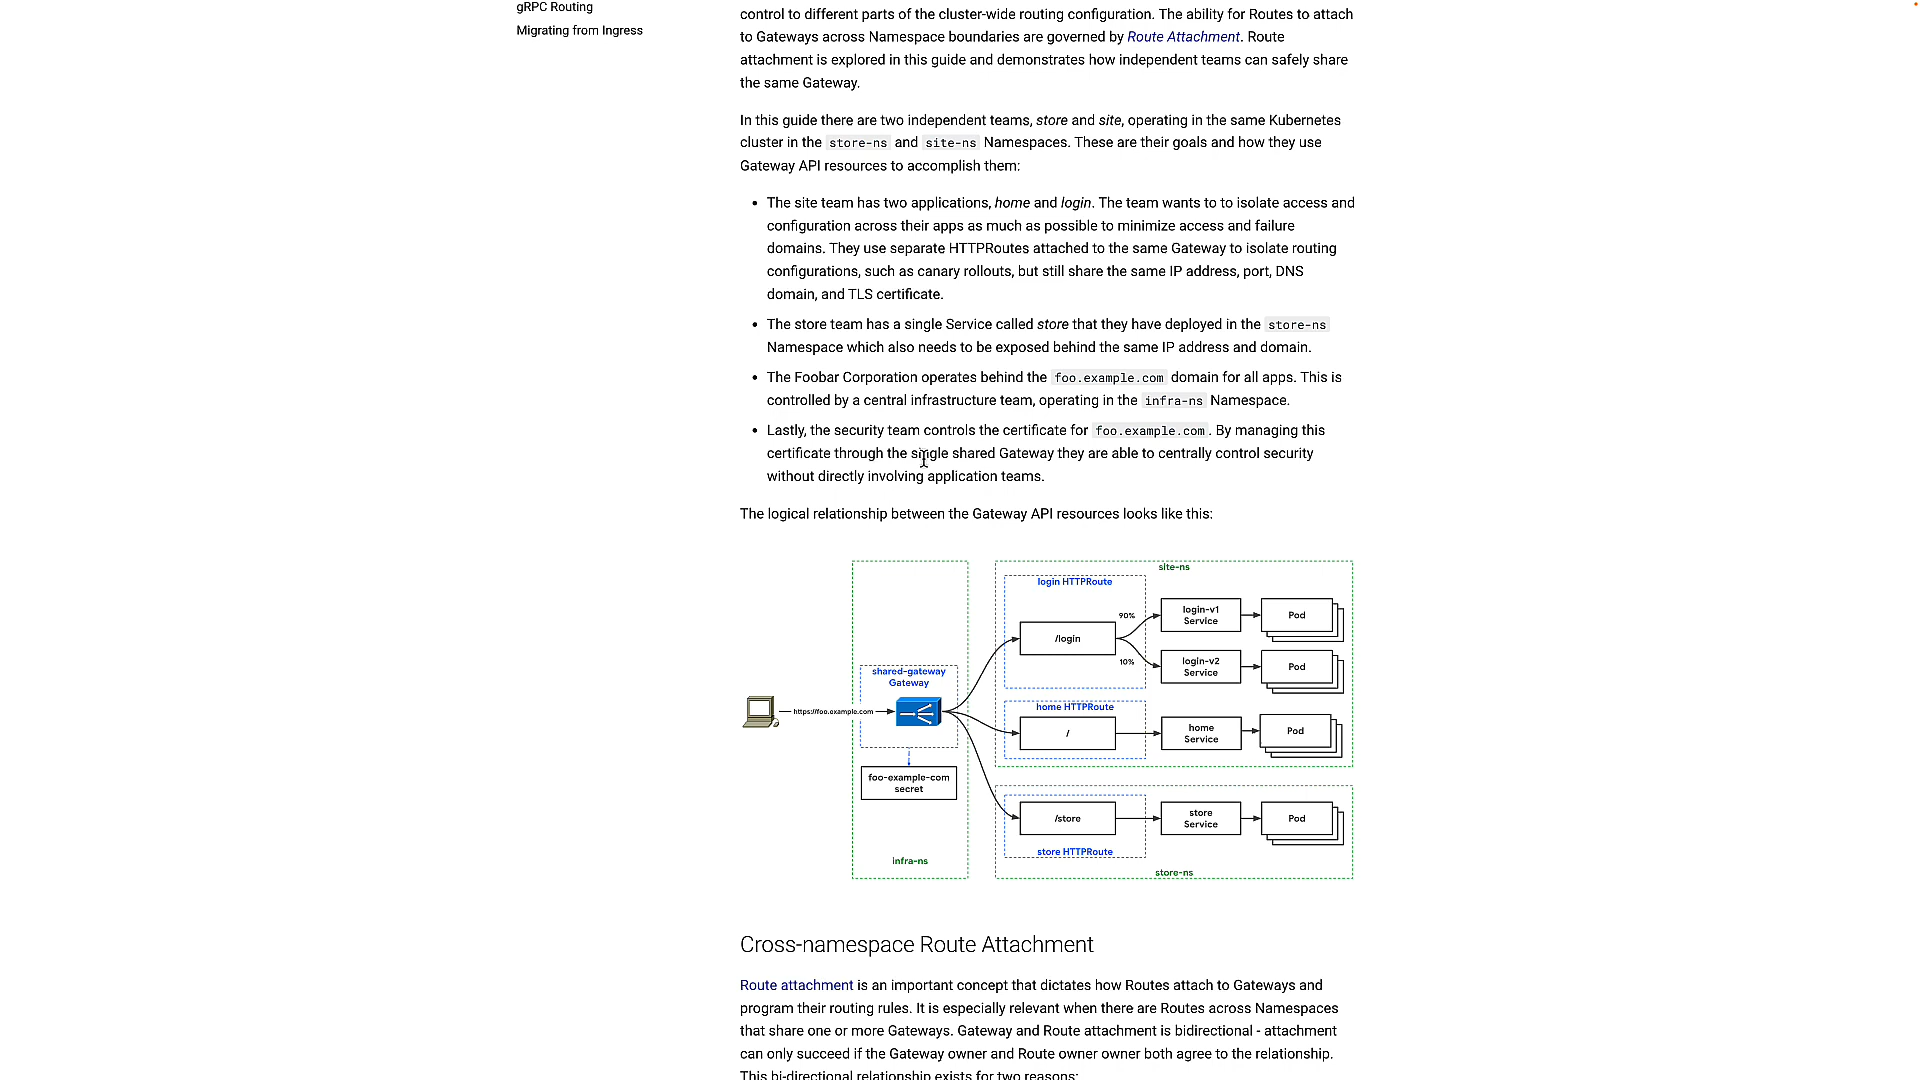 gRPC Routing
Migrating from Ingress
control to different parts of the cluster-wide routing configuration. The ability for Routes to attach
to Gateways across Namespace boundaries are governed by Route Attachment. Route
attachment is explored in this guide and demonstrates how independent teams can safely share
the same Gateway.
In this guide there are two independent teams, store and site, operating in the same Kubernetes
cluster in the store-ns and site-ns Namespaces. These are their goals and how they use
Gateway API resources to accomplish them:
• The site team has two applications, home and login. The team wants to to isolate access and
configuration across their apps as much as possible to minimize access and failure
domains. They use separate HTTPRoutes attached to the same Gateway to isolate routing
configurations, such as canary rollouts, but still share the same IP address, port, DNS
domain, and TLS certificate.
• The store team has a single Service called store that they have deployed in the store-ns
Namespace which also needs to be exposed behind the same IP address and domain.
• The Foobar Corporation operates behind the foo.example.com domain for all apps. This is
controlled by a central infrastructure team, operating in the infra-ns Namespace.
• Lastly, the security team controls the certificate for foo.example.com. By managing this
certificate through the single shared Gateway they are able to centrally control security
without directly involving application teams.
The logical relationship between the Gateway API resources looks like this:
site-ns
login HTTPRoute
/login
90%
10%
login-v1
Service
Pod
login-v2
Service
Pod
shared-gateway
Gateway
https://foo.example.com
home HTTPRoute
/
home
Service
Pod
foo-example-com
secret
infra-ns
/store
store
Service
Pod
store HTTPRoute
store-ns
Cross-namespace Route Attachment
Route attachment is an important concept that dictates how Routes attach to Gateways and
program their routing rules. It is especially relevant when there are Routes across Namespaces
that share one or more Gateways. Gateway and Route attachment is bidirectional - attachment
can only succeed if the Gateway owner and Route owner owner both agree to the relationship.
This bi-directional relationship exists for two reasons: